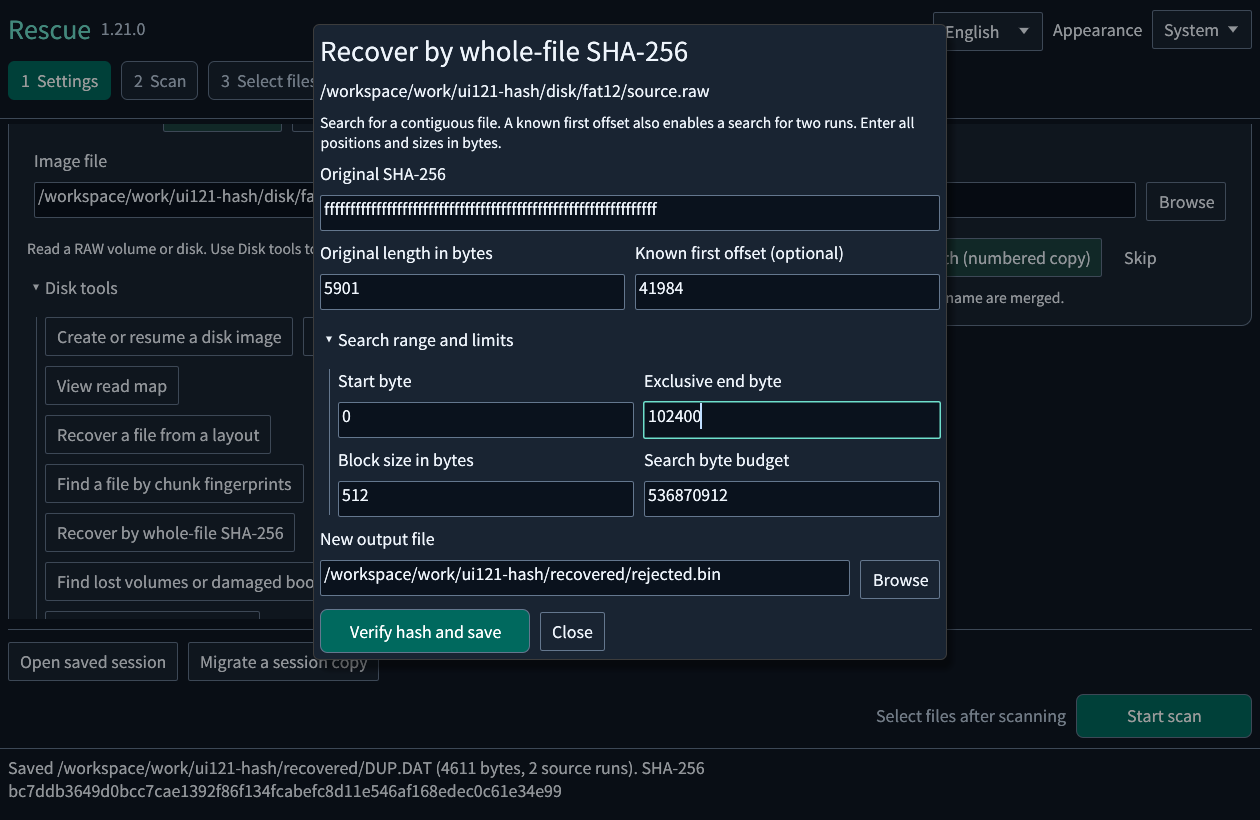 Rescue 1.21.0
English
Appearance
System
1 Settings
2 Scan
3 Select files
Image file
/workspace/work/ui121-hash/disk/fa
Browse
Read a RAW volume or disk. Use Disk tools to
(numbered copy)
Skip
name are merged.
Disk tools
Create or resume a disk image
View read map
Recover a file from a layout
Find a file by chunk fingerprints
Recover by whole-file SHA-256
Find lost volumes or damaged boo
Recover by whole-file SHA-256
/workspace/work/ui121-hash/disk/fat12/source.raw
Search for a contiguous file. A known first offset also enables a search for two runs. Enter all
positions and sizes in bytes.
Original SHA-256
Original length in bytes
Known first offset (optional)
5901
41984
Search range and limits
Start byte
Exclusive end byte
0
102400
Block size in bytes
Search byte budget
512
536870912
New output file
/workspace/work/ui121-hash/recovered/rejected.bin
Browse
Verify hash and save
Close
Open saved session
Migrate a session copy
Select files after scanning
Start scan
Saved /workspace/work/ui121-hash/recovered/DUP.DAT (4611 bytes, 2 source runs). SHA-256
bc7ddb3649d0bcc7cae1392f86f134fcabefc8d11e546af168edec0c61e34e99